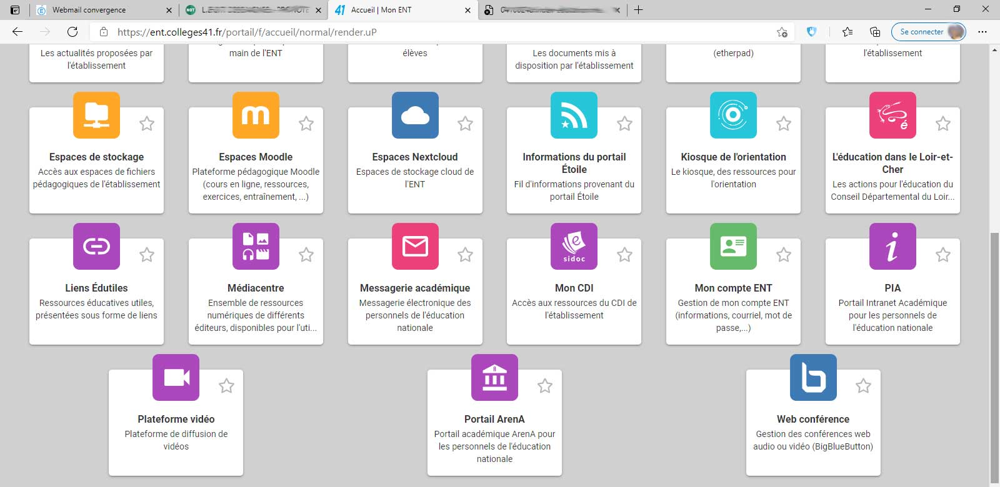 Webmail convergence
Accueil | Mon ENT
https://ent.colleges41.fr/portail/f/accueil/normal/render.uP
Se connecter
Les actualités proposées par
l'établissement
main de l'ENT
élèves
Les documents mis à
disposition par l'établissement
(etherpad)
l'établissement
Espaces de stockage
Accès aux espaces de fichiers
pédagogiques de l'établissement
m
Espaces Moodle
Plateforme pédagogique Moodle
(cours en ligne, ressources,
exercices, entraînement, ...)
Espaces Nextcloud
Espaces de stockage cloud de
l'ENT
Informations du portail
Étoile
Fil d'informations provenant du
portail Étoile
Kiosque de l'orientation
Le kiosque, des ressources pour
l'orientation
é
L'éducation dans le Loir-et-
Cher
Les actions pour l'éducation du
Conseil Départemental du Loir...
Liens Édutiles
Ressources éducatives utiles,
présentées sous forme de liens
Médiacentre
Ensemble de ressources
numériques de différents
éditeurs, disponibles pour l'uti...
Messagerie académique
Messagerie électronique des
personnels de l'éducation
nationale
e
sidoc
Mon CDI
Accès aux ressources du CDI de
l'établissement
Mon compte ENT
Gestion de mon compte ENT
(informations, courriel, mot de
passe,...)
i
PIA
Portail Intranet Académique
pour les personnels de
l'éducation nationale
Plateforme vidéo
Plateforme de diffusion de
vidéos
A
Portail ArenA
Portail académique ArenA pour
les personnels de l'éducation
nationale
b
Web conférence
Gestion des conférences web
audio ou vidéo (BigBlueButton)